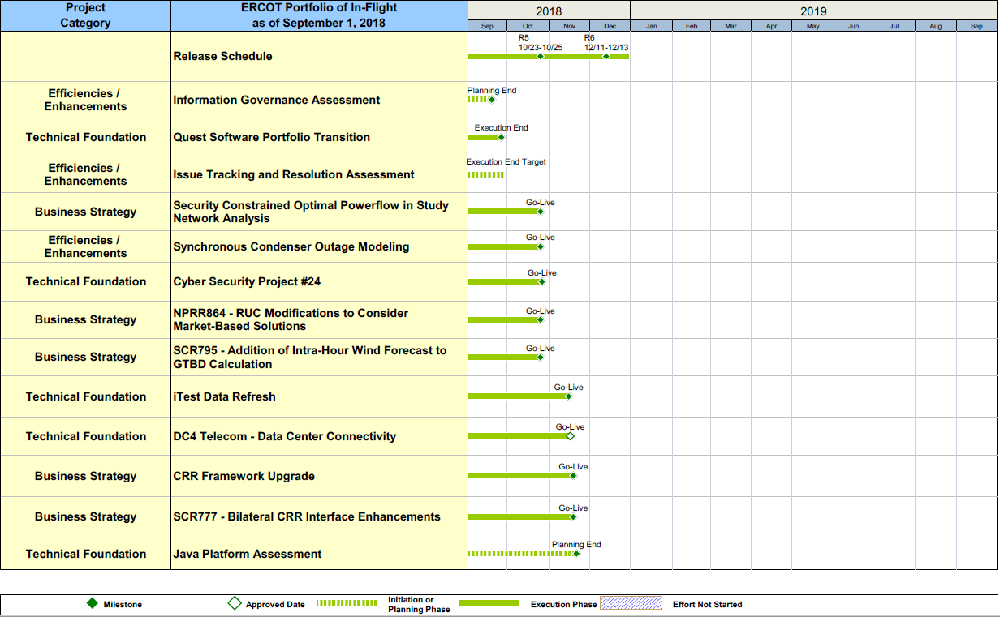 Project
Category
ERCOT Portfolio of In-Flight
as of September 1, 2018
2018
2019
Sep Oct Nov Dec Jan Feb Mar Apr May Jun Jul Aug Sep
Release Schedule
R5
10/23-10/25
R6
12/11-12/13
Efficiencies /
Enhancements
Information Governance Assessment
Planning End
Technical Foundation
Quest Software Portfolio Transition
Execution End
Efficiencies /
Enhancements
Issue Tracking and Resolution Assessment
Execution End Target
Business Strategy
Security Constrained Optimal Powerflow in Study
Network Analysis
Go-Live
Efficiencies /
Enhancements
Synchronous Condenser Outage Modeling
Go-Live
Technical Foundation
Cyber Security Project #24
Go-Live
Business Strategy
NPRR864 - RUC Modifications to Consider
Market-Based Solutions
Go-Live
Business Strategy
SCR795 - Addition of Intra-Hour Wind Forecast to
GTBD Calculation
Go-Live
Technical Foundation
iTest Data Refresh
Go-Live
Technical Foundation
DC4 Telecom - Data Center Connectivity
Go-Live
Business Strategy
CRR Framework Upgrade
Go-Live
Business Strategy
SCR777 - Bilateral CRR Interface Enhancements
Go-Live
Technical Foundation
Java Platform Assessment
Planning End
Milestone
Approved Date
Initiation or
Planning Phase
Execution Phase
Effort Not Started